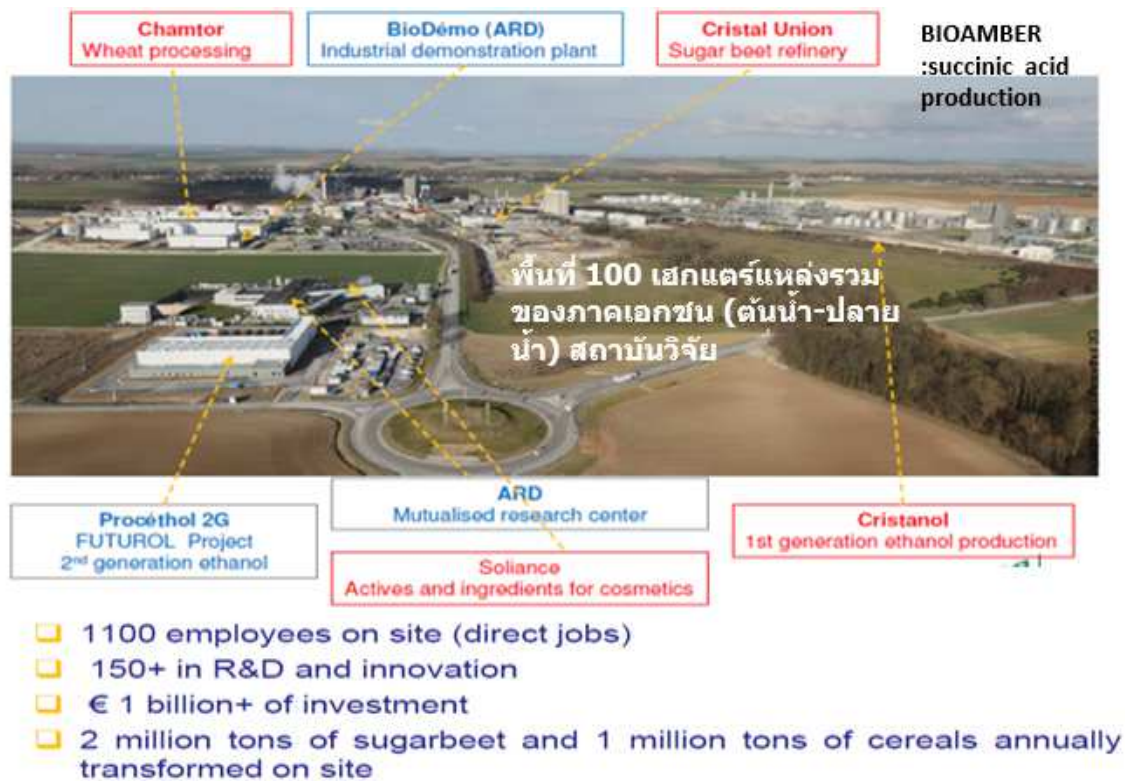 Chamtor
Wheat processing
BioDémo (ARD)
Industrial demonstration plant
Cristal Union
Sugar beet refinery
BIOAMBER
:succinic acid
production
พื้นที่ 100 เฮกแตร์แหล่งรวม
ของภาคเอกชน (ต้นน้ำ-ปลาย
น้ำ) สถาบันวิจัย
Procéthol 2G
FUTUROL Project
2nd generation ethanol
ARD
Mutualised research center
Soliance
Actives and ingredients for cosmetics
Cristanol
1st generation ethanol production
1100 employees on site (direct jobs)
150+ in R&D and innovation
€ 1 billion+ of investment
2 million tons of sugarbeet and 1 million tons of cereals annually
transformed on site